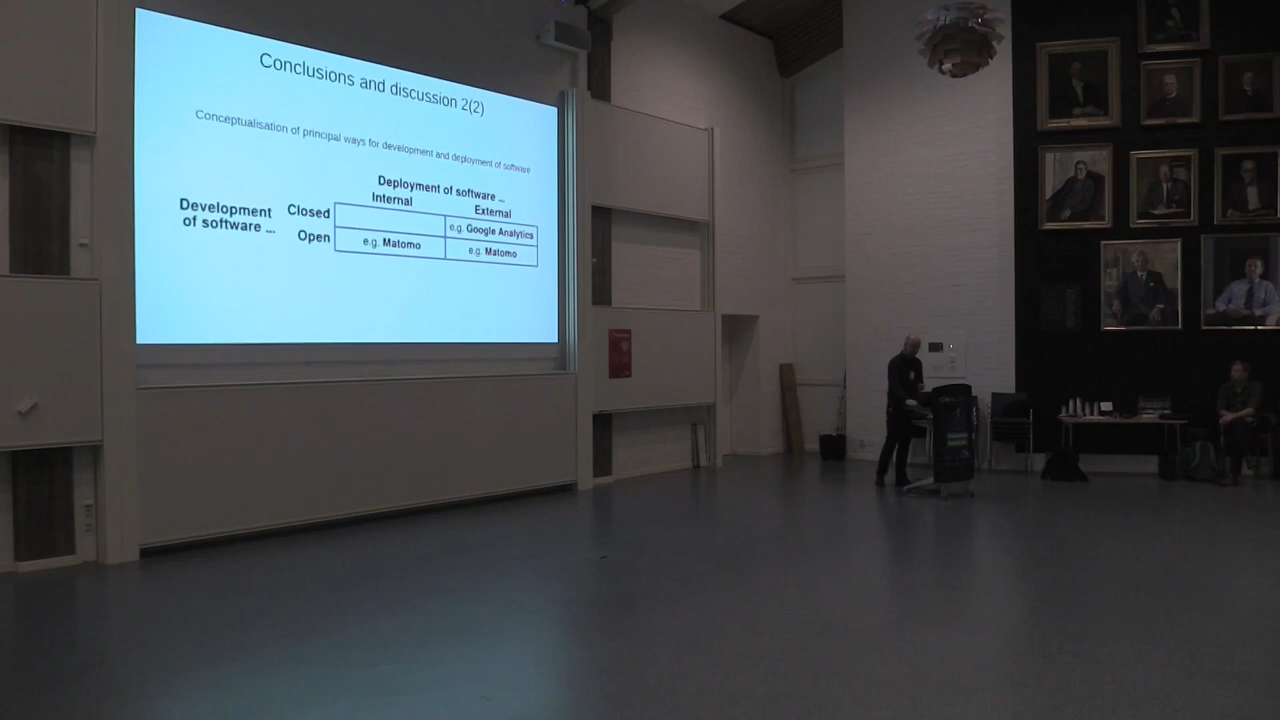 Conclusions and discussion 2(2)
Conceptualisation of principal ways for development and deployment of software
Deployment of software ...
Internal External
Development of software ...
Closed e.g. Google Analytics
Open e.g. Matomo e.g. Matomo